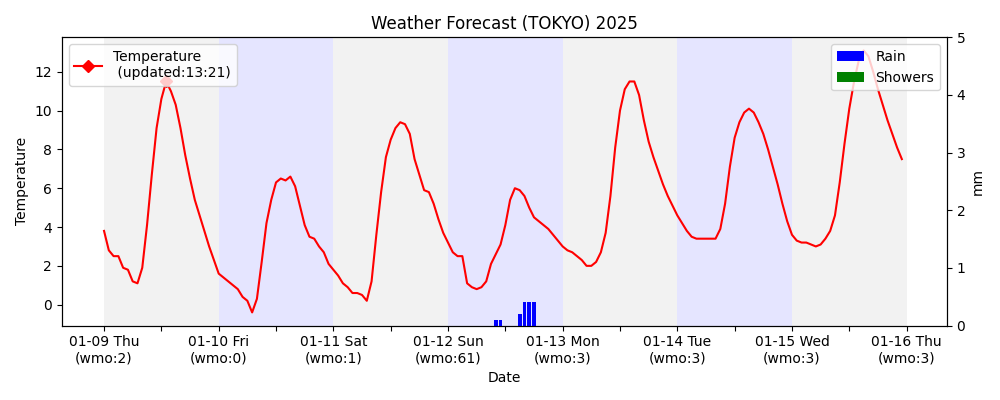 Weather Forecast (TOKYO) 2025
Temperature
(updated:13:21)
Rain
Showers
12
10
8
6
4
2
0
Temperature
5
4
3
2
1
0
mm
01-09 Thu
(wmo:2)
01-10 Fri
(wmo:0)
01-11 Sat
(wmo:1)
01-12 Sun
(wmo:61)
01-13 Mon
(wmo:3)
01-14 Tue
(wmo:3)
01-15 Wed
(wmo:3)
01-16 Thu
(wmo:3)
Date